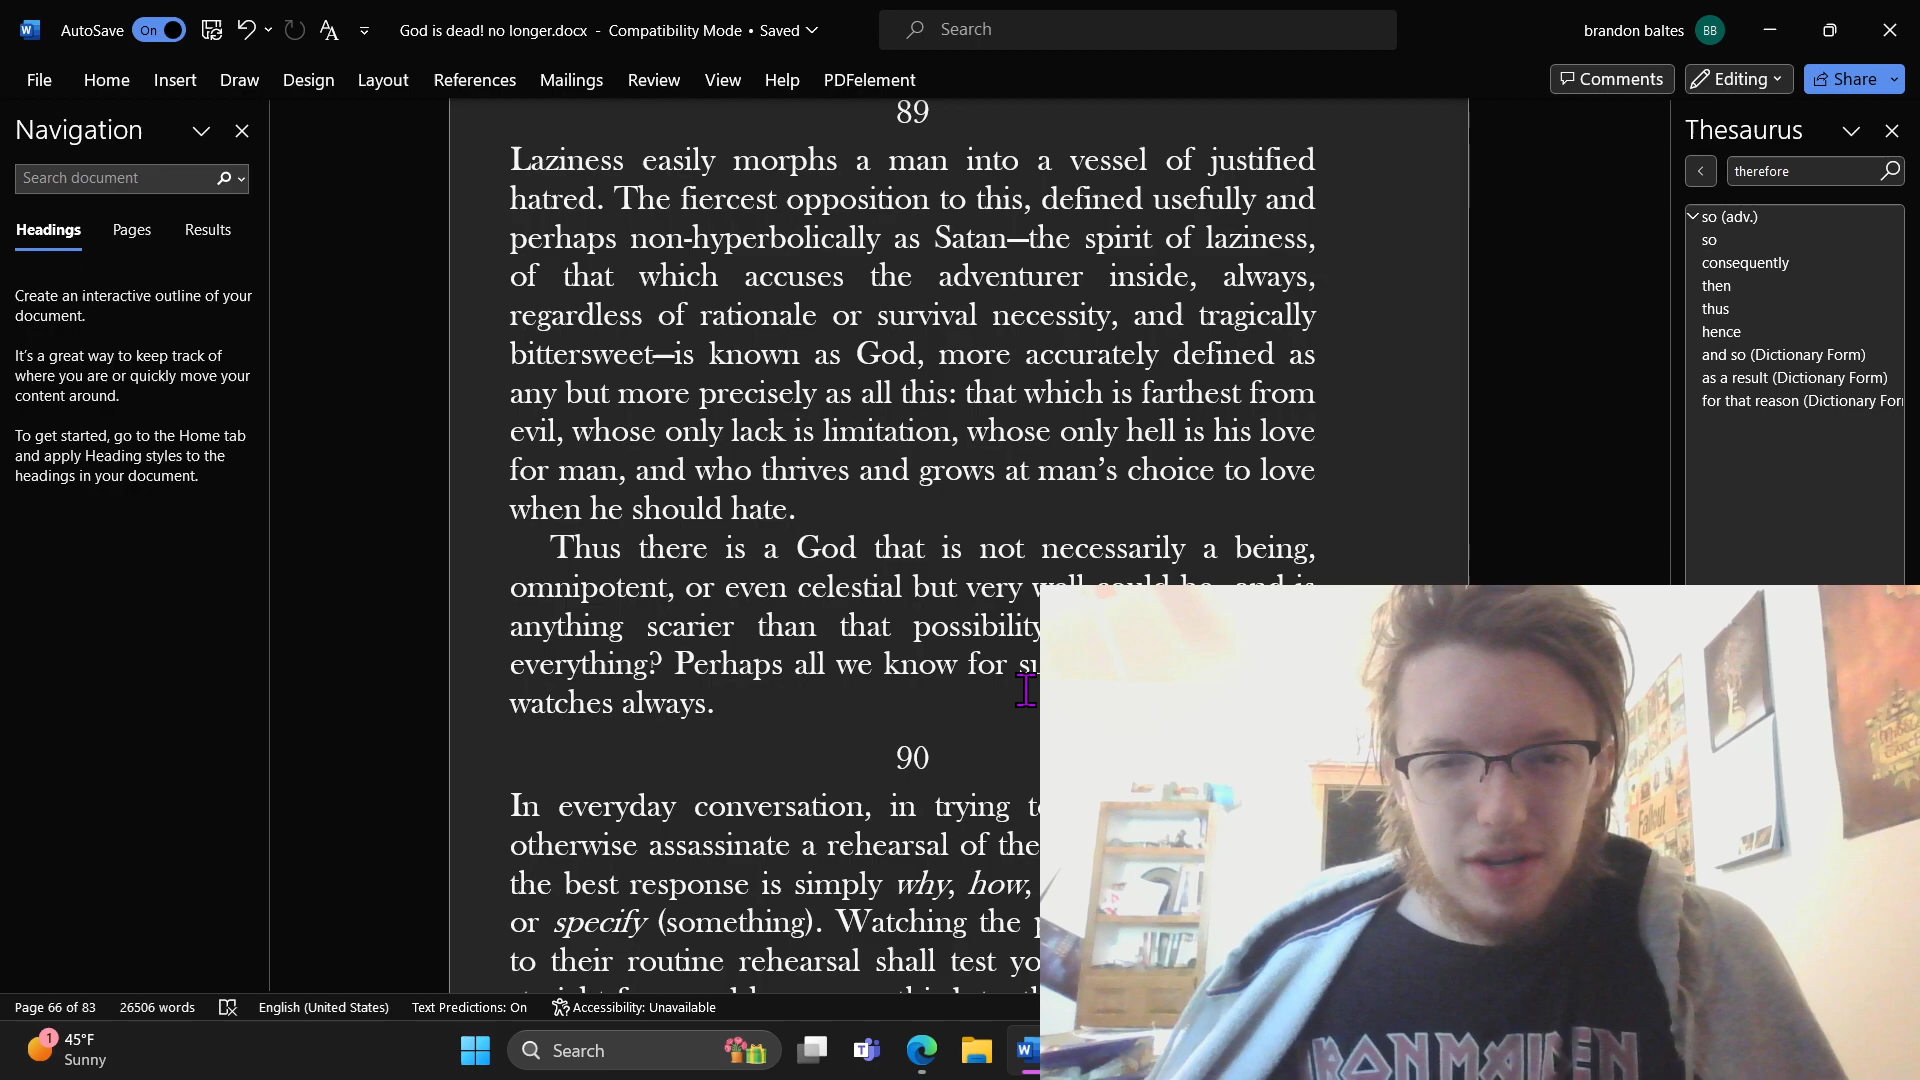 AutoSave On God is dead! no longer.docx - Compatibility Mode • Saved Search brandon baltes BB
File Home Insert Draw Design Layout References Mailings Review View Help PDFelement Comments Editing Share
Navigation
Search document
Headings Pages Results
Create an interactive outline of your
document.
It's a great way to keep track of
where you are or quickly move your
content around.
To get started, go to the Home tab
and apply Heading styles to the
headings in your document.
89
Laziness easily morphs a man into a vessel of justified
hatred. The fiercest opposition to this, defined usefully and
perhaps non-hyperbolically as Satan—the spirit of laziness,
of that which accuses the adventurer inside, always,
regardless of rationale or survival necessity, and tragically
bittersweet—is known as God, more accurately defined as
any but more precisely as all this: that which is farthest from
evil, whose only lack is limitation, whose only hell is his love
for man, and who thrives and grows at man's choice to love
when he should hate.
Thus there is a God that is not necessarily a being,
omnipotent, or even celestial but very well could be, and is
anything scarier than that possibility
everything? Perhaps all we know for
watches always.
90
In everyday conversation, in trying
otherwise assassinate a rehearsal of the
the best response is simply why, how,
or specify (something). Watching the
to their routine rehearsal shall test
Thesaurus
therefore
so (adv.)
so
consequently
then
thus
hence
and so (Dictionary Form)
as a result (Dictionary Form)
for that reason (Dictionary For
Fallout
IRON MAIDEN
Page 66 of 83 26506 words English (United States) Text Predictions: On Accessibility: Unavailable
1 45°F
Sunny
Search